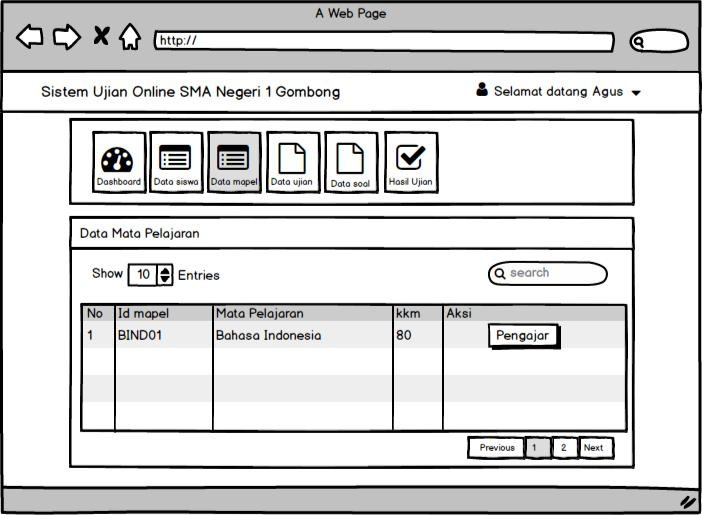 A Web Page
http://
Sistem Ujian Online SMA Negeri 1 Gombong
Selamat datang Agus
Dashboard
Data siswa
Data mapel
Data ujian
Data soal
Hasil Ujian
Data Mata Pelajaran
Show 10 Entries
search
No Id mapel Mata Pelajaran kkm Aksi
1 BIND01 Bahasa Indonesia 80 Pengajar
Previous 1 2 Next